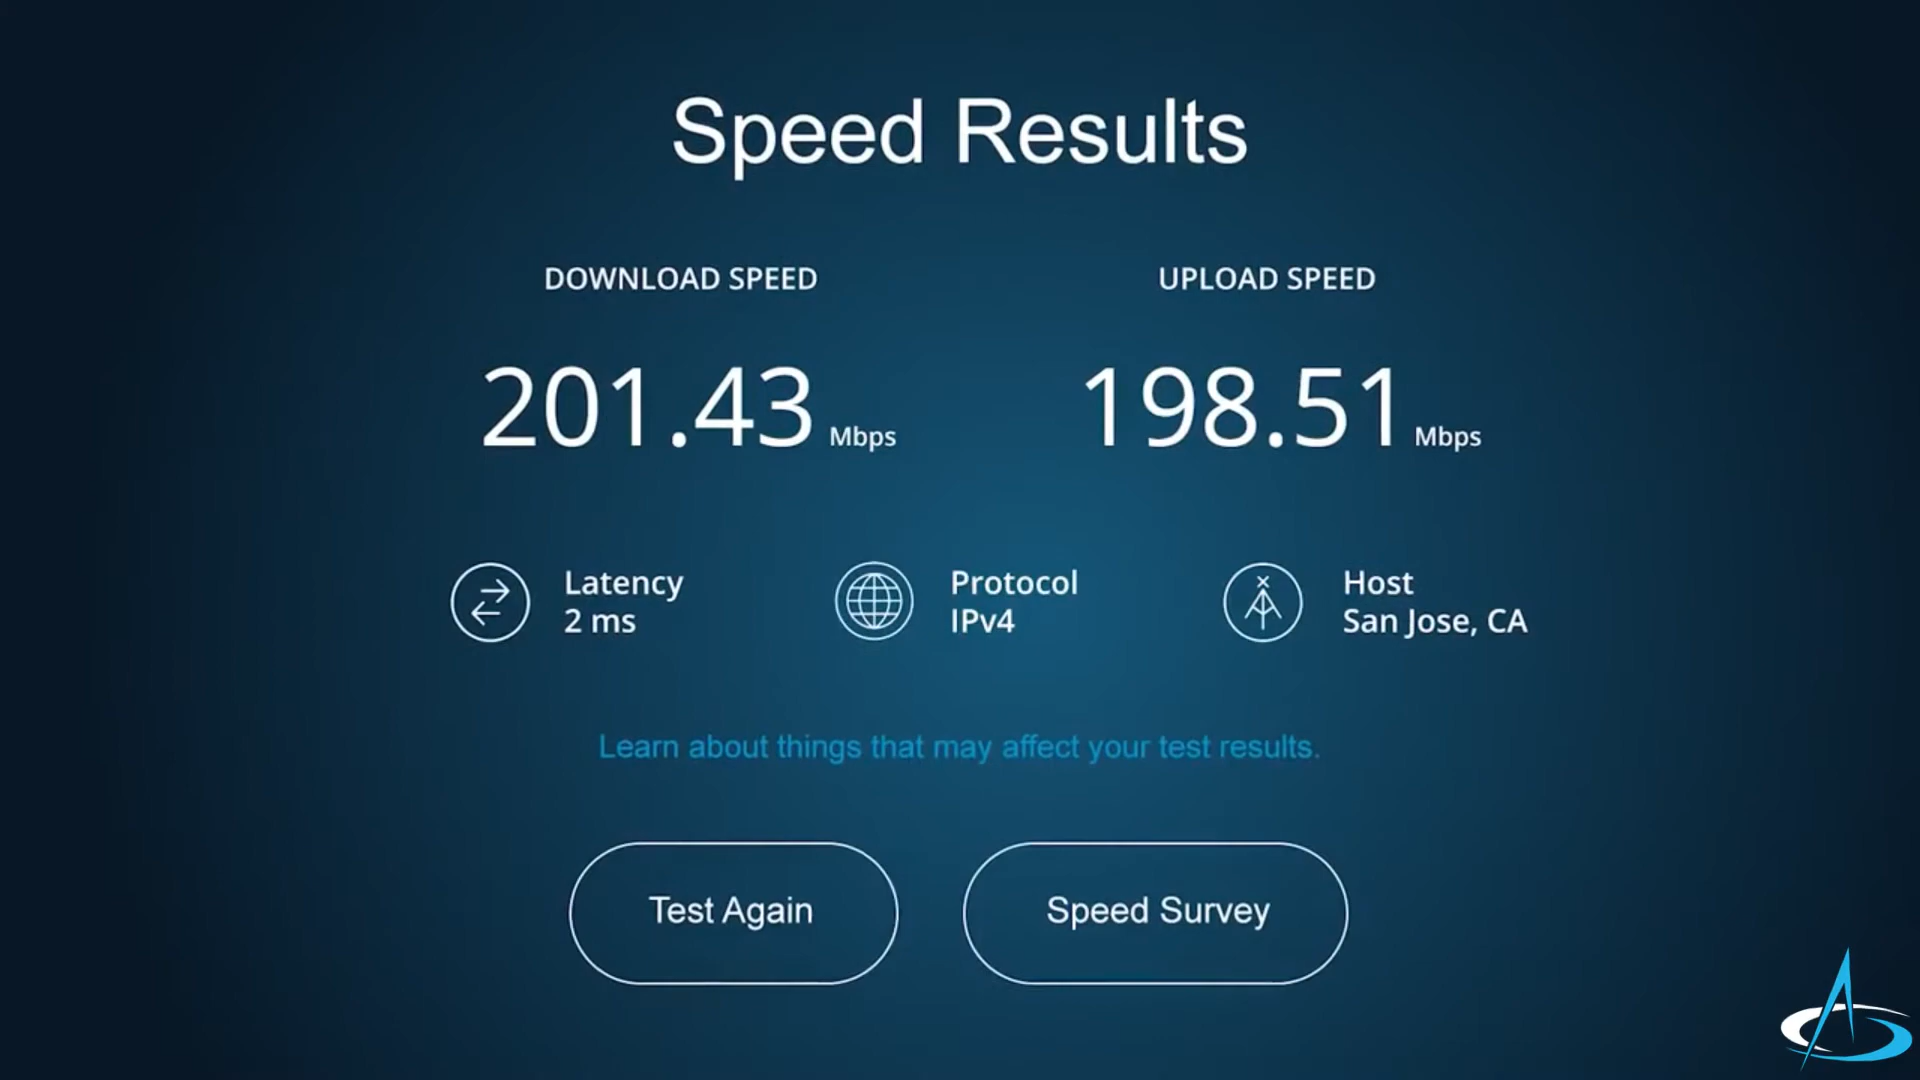 Speed Results
DOWNLOAD SPEED
UPLOAD SPEED
201.43 Mbps
198.51 Mbps
Latency
2 ms
Protocol
IPv4
Host
San Jose, CA
Learn about things that may affect your test results.
Test Again
Speed Survey